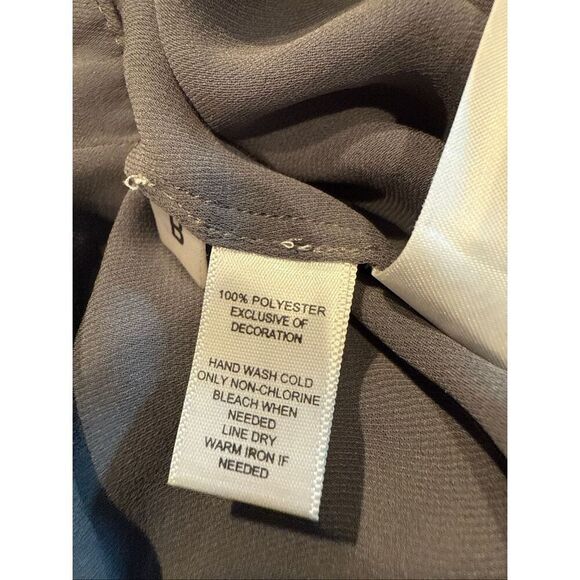 100% POLYESTER
EXCLUSIVE OF
DECORATION
HAND WASH COLD
ONLY NON-CHLORINE
BLEACH WHEN
NEEDED
LINE DRY
WARM IRON IF
NEEDED